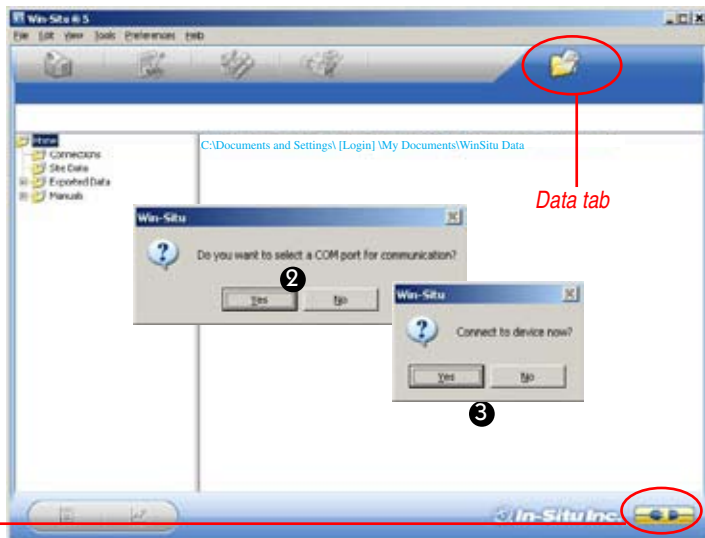 Win-Situ® 5
File Edit View Tools Preferences Help
Home
Connections
Site Data
Exported Data
Manuals
C:\Documents and Settings\ [Login] \My Documents\WinSitu Data
Data tab
Win-Situ
Do you want to select a COM port for communication?
Yes No
2
Win-Situ
Connect to device now?
Yes No
3
In-Situ Inc.